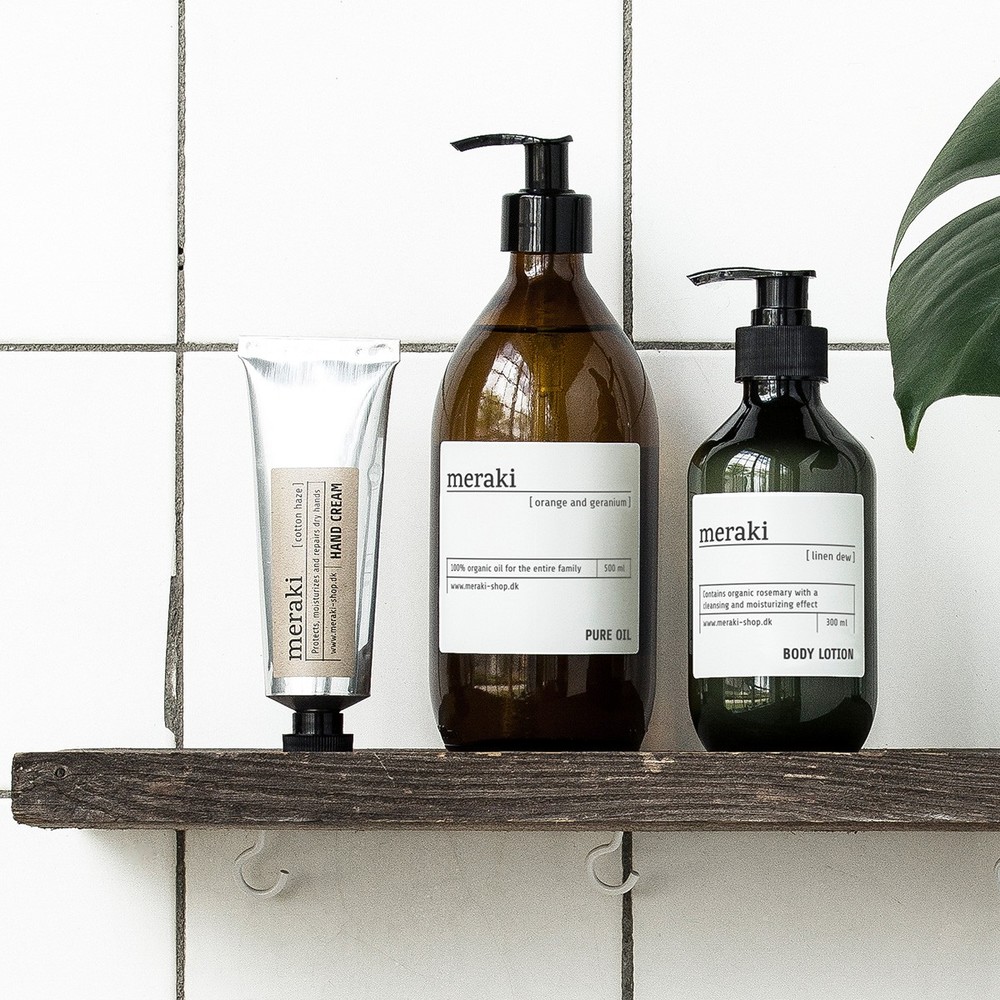 meraki
[cotton haze]
Protects, moisturizes and repairs dry hands
www.meraki-shop.dk
HAND CREAM
meraki
[orange and geranium]
100% organic oil for the entire family
500 ml
www.meraki-shop.dk
PURE OIL
meraki
[linen dew]
Contains organic rosemary with a
cleansing and moisturizing effect
www.meraki-shop.dk
300 ml
BODY LOTION